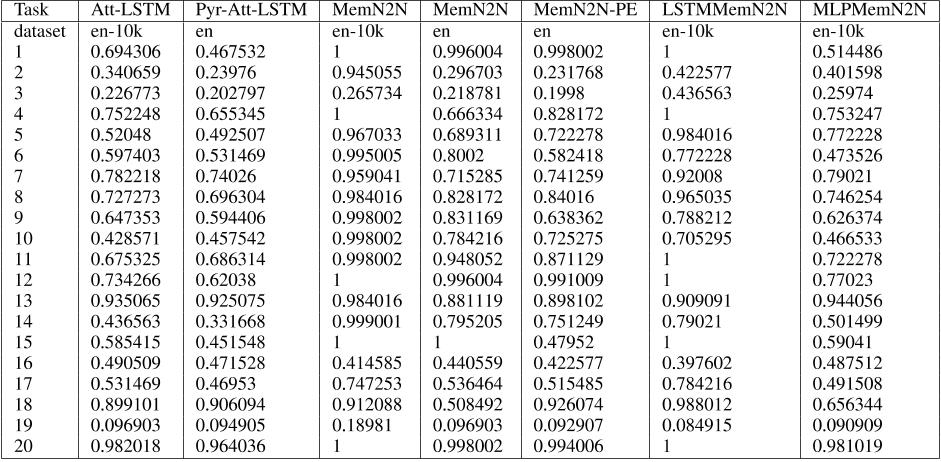 Task Att-LSTM Pyr-Att-LSTM MemN2N MemN2N MemN2N-PE LSTMMemN2N MLPMemN2N
dataset en-10k en en-10k en en en-10k en-10k
1 0.694306 0.467532 1 0.996004 0.998002 1 0.514486
2 0.340659 0.23976 0.945055 0.296703 0.231768 0.422577 0.401598
3 0.226773 0.202797 0.265734 0.218781 0.1998 0.436563 0.25974
4 0.752248 0.655345 1 0.666334 0.828172 1 0.753247
5 0.52048 0.492507 0.967033 0.689311 0.722278 0.984016 0.772228
6 0.597403 0.531469 0.995005 0.8002 0.582418 0.772228 0.473526
7 0.782218 0.74026 0.959041 0.715285 0.741259 0.92008 0.79021
8 0.727273 0.696304 0.984016 0.828172 0.84016 0.965035 0.746254
9 0.647353 0.594406 0.998002 0.831169 0.638362 0.788212 0.626374
10 0.428571 0.457542 0.998002 0.784216 0.725275 0.705295 0.466533
11 0.675325 0.686314 0.998002 0.948052 0.871129 1 0.722278
12 0.734266 0.62038 1 0.996004 0.991009 1 0.77023
13 0.935065 0.925075 0.984016 0.881119 0.898102 0.909091 0.944056
14 0.436563 0.331668 0.999001 0.795205 0.751249 0.79021 0.501499
15 0.585415 0.451548 1 1 0.47952 1 0.59041
16 0.490509 0.471528 0.414585 0.440559 0.422577 0.397602 0.487512
17 0.531469 0.46953 0.747253 0.536464 0.515485 0.784216 0.491508
18 0.899101 0.906094 0.912088 0.508492 0.926074 0.988012 0.656344
19 0.096903 0.094905 0.18981 0.096903 0.092907 0.084915 0.090909
20 0.982018 0.964036 1 0.998002 0.994006 1 0.981019